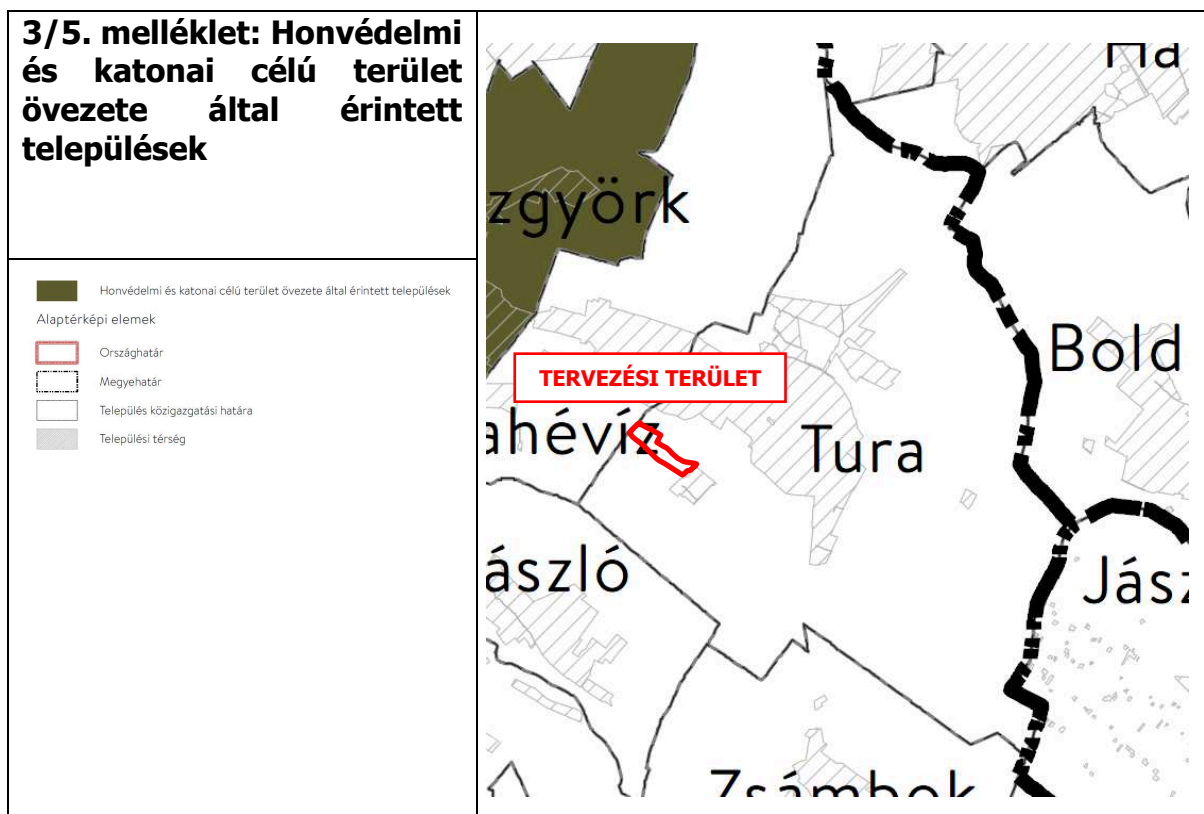 3/5. melléklet: Honvédelmi
és katonai célú terület
övezete által érintett
települések
Honvédelmi és katonai célú terület övezete által érintett települések
Alaptérképi elemek
Országhatár
Megyehatár
Település közigazgatási határa
Települési térség
Ha
zgyörk
Bold
TERVEZÉSI TERÜLET
ahévíz
Tura
ászló
Jász
Zsámbok